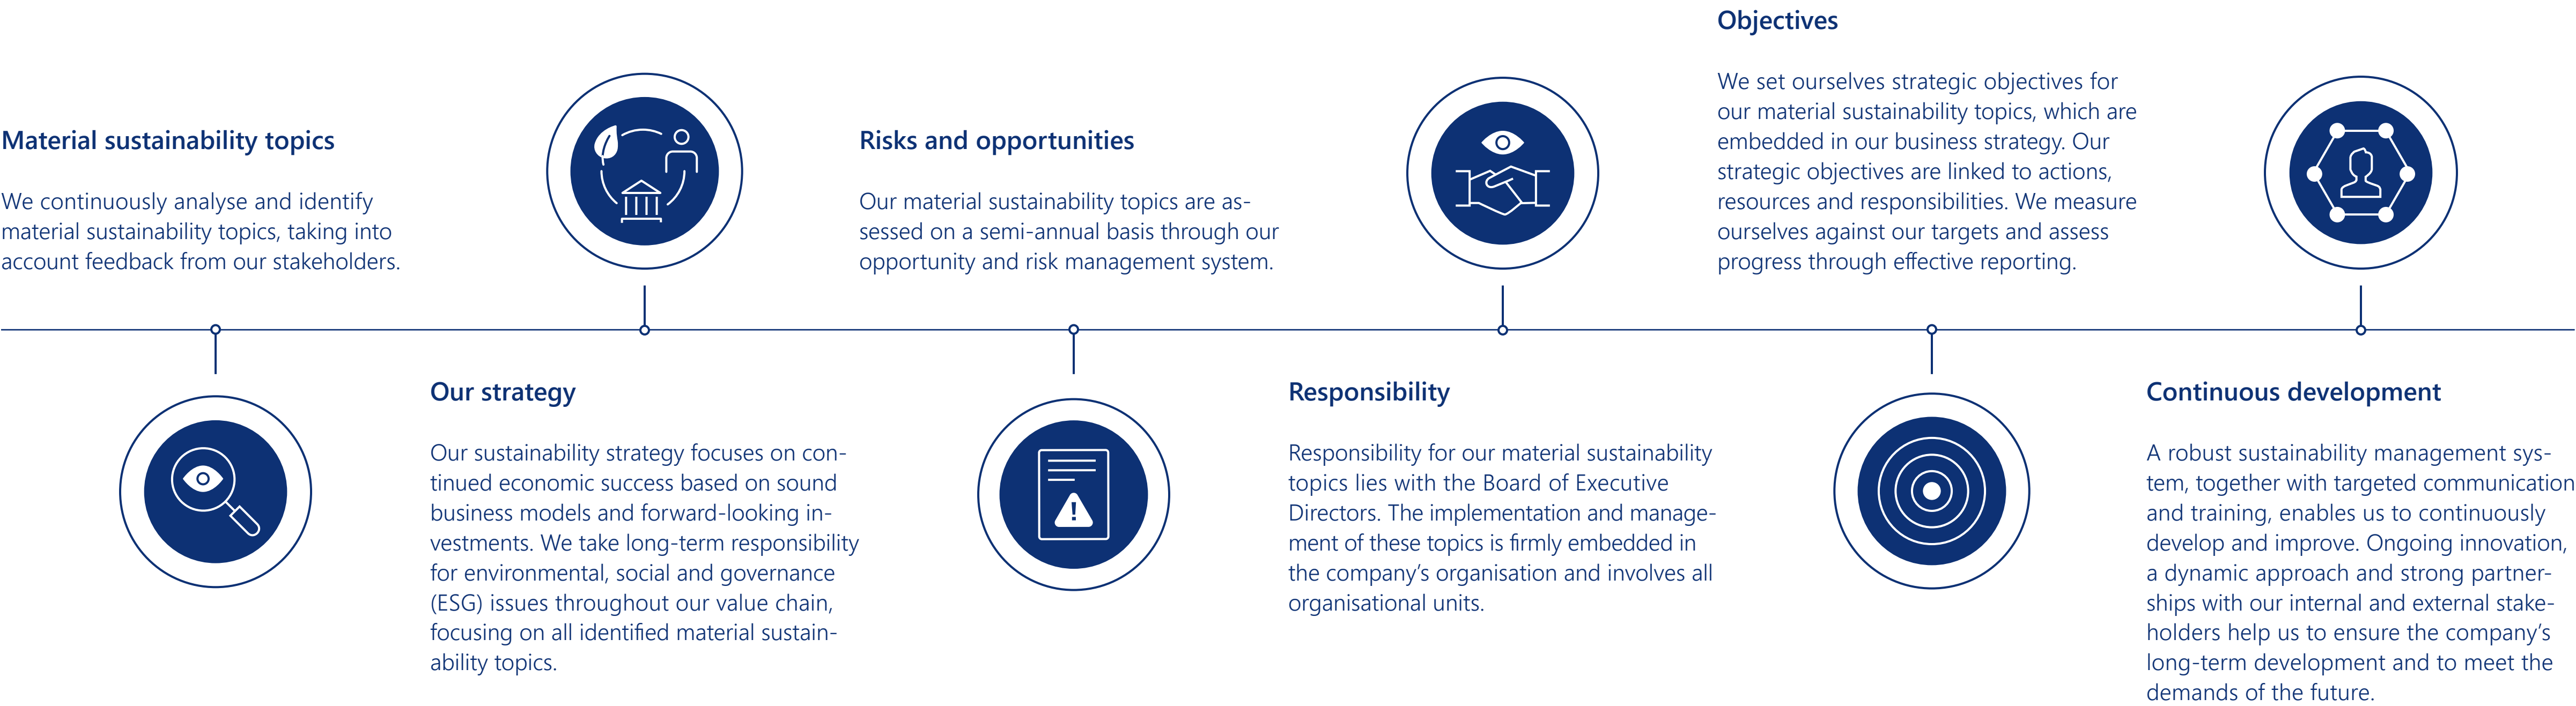 Material sustainability topics
We continuously analyse and identify
material sustainability topics, taking into
account feedback from our stakeholders.
Our strategy
Our sustainability strategy focuses on con-
tinued economic success based on sound
business models and forward-looking in-
vestments. We take long-term responsibility
for environmental, social and governance
(ESG) issues throughout our value chain,
focusing on all identified material sustain-
ability topics.
Risks and opportunities
Our material sustainability topics are as-
sessed on a semi-annual basis through our
opportunity and risk management system.
Responsibility
Responsibility for our material sustainability
topics lies with the Board of Executive
Directors. The implementation and manage-
ment of these topics is firmly embedded in
the company’s organisation and involves all
organisational units.
Objectives
We set ourselves strategic objectives for
our material sustainability topics, which are
embedded in our business strategy. Our
strategic objectives are linked to actions,
resources and responsibilities. We measure
ourselves against our targets and assess
progress through effective reporting.
Continuous development
A robust sustainability management sys-
tem, together with targeted communication
and training, enables us to continuously
develop and improve. Ongoing innovation,
a dynamic approach and strong partner-
ships with our internal and external stake-
holders help us to ensure the company’s
long-term development and to meet the
demands of the future.